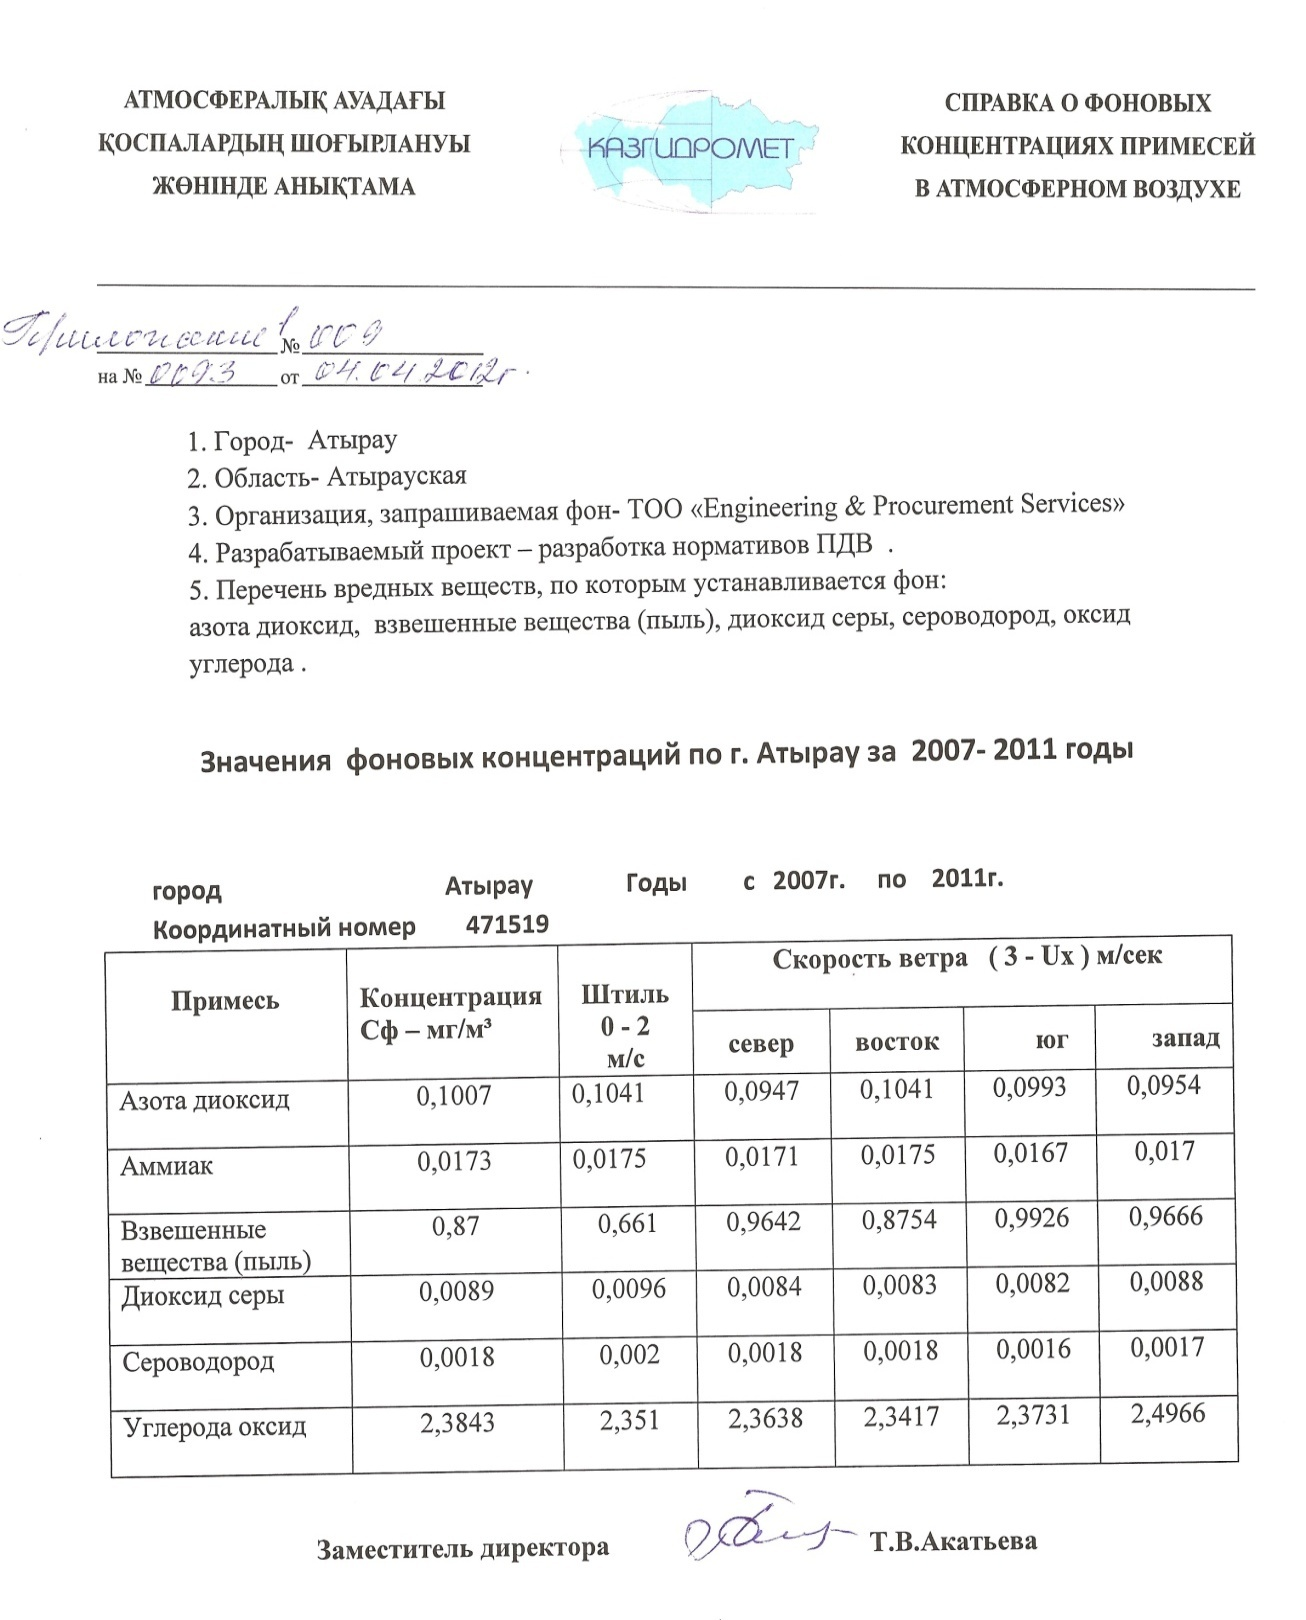 АТМОСФЕРАЛЫҚ АУАДАҒЫ
ҚОСПАЛАРДЫҢ ШОҒЫРЛАНУЫ
ЖӨНІНДЕ АНЫҚТАМА
ҚАЗГИДРОМЕТ
СПРАВКА О ФОНОВЫХ
КОНЦЕНТРАЦИЯХ ПРИМЕСЕЙ
В АТМОСФЕРНОМ ВОЗДУХЕ
Приложение 1 № 009
на № 0093 от 04.04.2012г.
1. Город- Атырау
2. Область- Атырауская
3. Организация, запрашиваемая фон- ТОО «Engineering & Procurement Services»
4. Разрабатываемый проект – разработка нормативов ПДВ .
5. Перечень вредных веществ, по которым устанавливается фон:
азота диоксид, взвешенные вещества (пыль), диоксид серы, сероводород, оксид
углерода .
Значения фоновых концентраций по г. Атырау за 2007- 2011 годы
город Атырау Годы с 2007г. по 2011г.
Координатный номер 471519
Примесь
Концентрация
Сф – мг/м³
Штиль
0 - 2
м/с
Скорость ветра ( 3 - Ux ) м/сек
север восток юг запад
Азота диоксид 0,1007 0,1041 0,0947 0,1041 0,0993 0,0954
Аммиак 0,0173 0,0175 0,0171 0,0175 0,0167 0,017
Взвешенные
вещества (пыль) 0,87 0,661 0,9642 0,8754 0,9926 0,9666
Диоксид серы 0,0089 0,0096 0,0084 0,0083 0,0082 0,0088
Сероводород 0,0018 0,002 0,0018 0,0018 0,0016 0,0017
Углерода оксид 2,3843 2,351 2,3638 2,3417 2,3731 2,4966
Заместитель директора Т.В.Акатьева